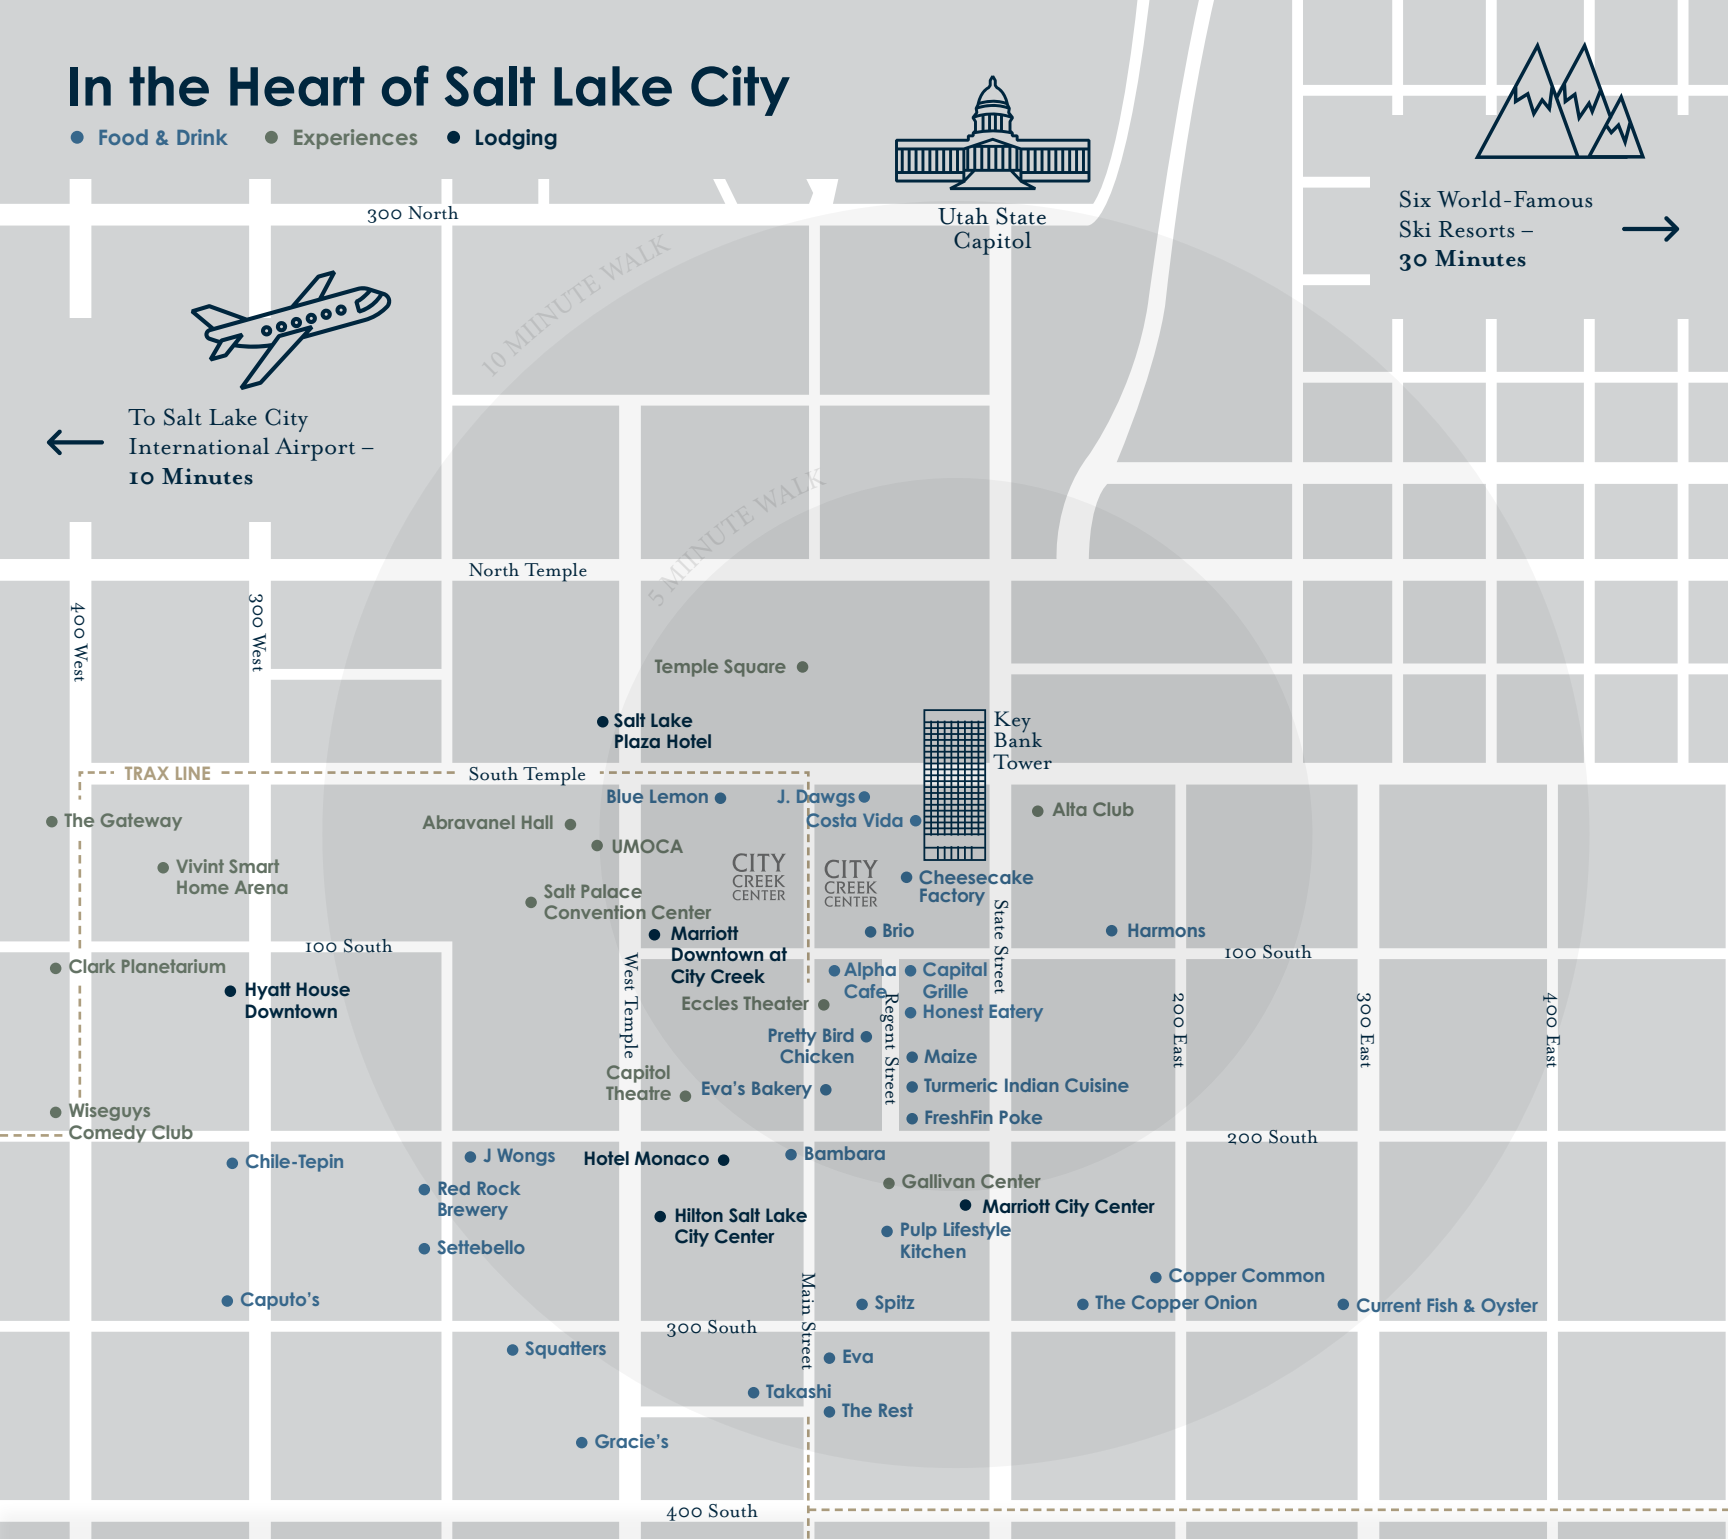 In the Heart of Salt Lake City
Food & Drink
Experiences
Lodging
300 North
Utah State
Capitol
Six World-Famous
Ski Resorts –
30 Minutes
10 MIINUTE WALK
To Salt Lake City
International Airport –
10 Minutes
5 MIINUTE WALK
North Temple
400 West
300 West
Temple Square
Salt Lake
Plaza Hotel
Key
Bank
Tower
TRAX LINE
South Temple
Blue Lemon
J. Dawgs
Costa Vida
Alta Club
The Gateway
Abravanel Hall
UMOCA
Vivint Smart
Home Arena
CITY
CREEK
CENTER
CITY
CREEK
CENTER
Cheesecake
Factory
Salt Palace
Convention Center
State Street
Marriott
Downtown at
City Creek
Brio
Harmons
100 South
100 South
West Temple
Clark Planetarium
Alpha
Cafe
Capital
Grille
Hyatt House
Downtown
Eccles Theater
Regent Street
Honest Eatery
200 East
300 East
400 East
Pretty Bird
Chicken
Maize
Capitol
Theatre
Eva's Bakery
Turmeric Indian Cuisine
Wiseguys
Comedy Club
FreshFin Poke
200 South
Chile-Tepin
J Wongs
Hotel Monaco
Bambara
Red Rock
Brewery
Gallivan Center
Marriott City Center
Hilton Salt Lake
City Center
Pulp Lifestyle
Kitchen
Settebello
Copper Common
Main Street
Caputo's
Spitz
The Copper Onion
Current Fish & Oyster
300 South
Squatters
Eva
Takashi
The Rest
Gracie's
400 South